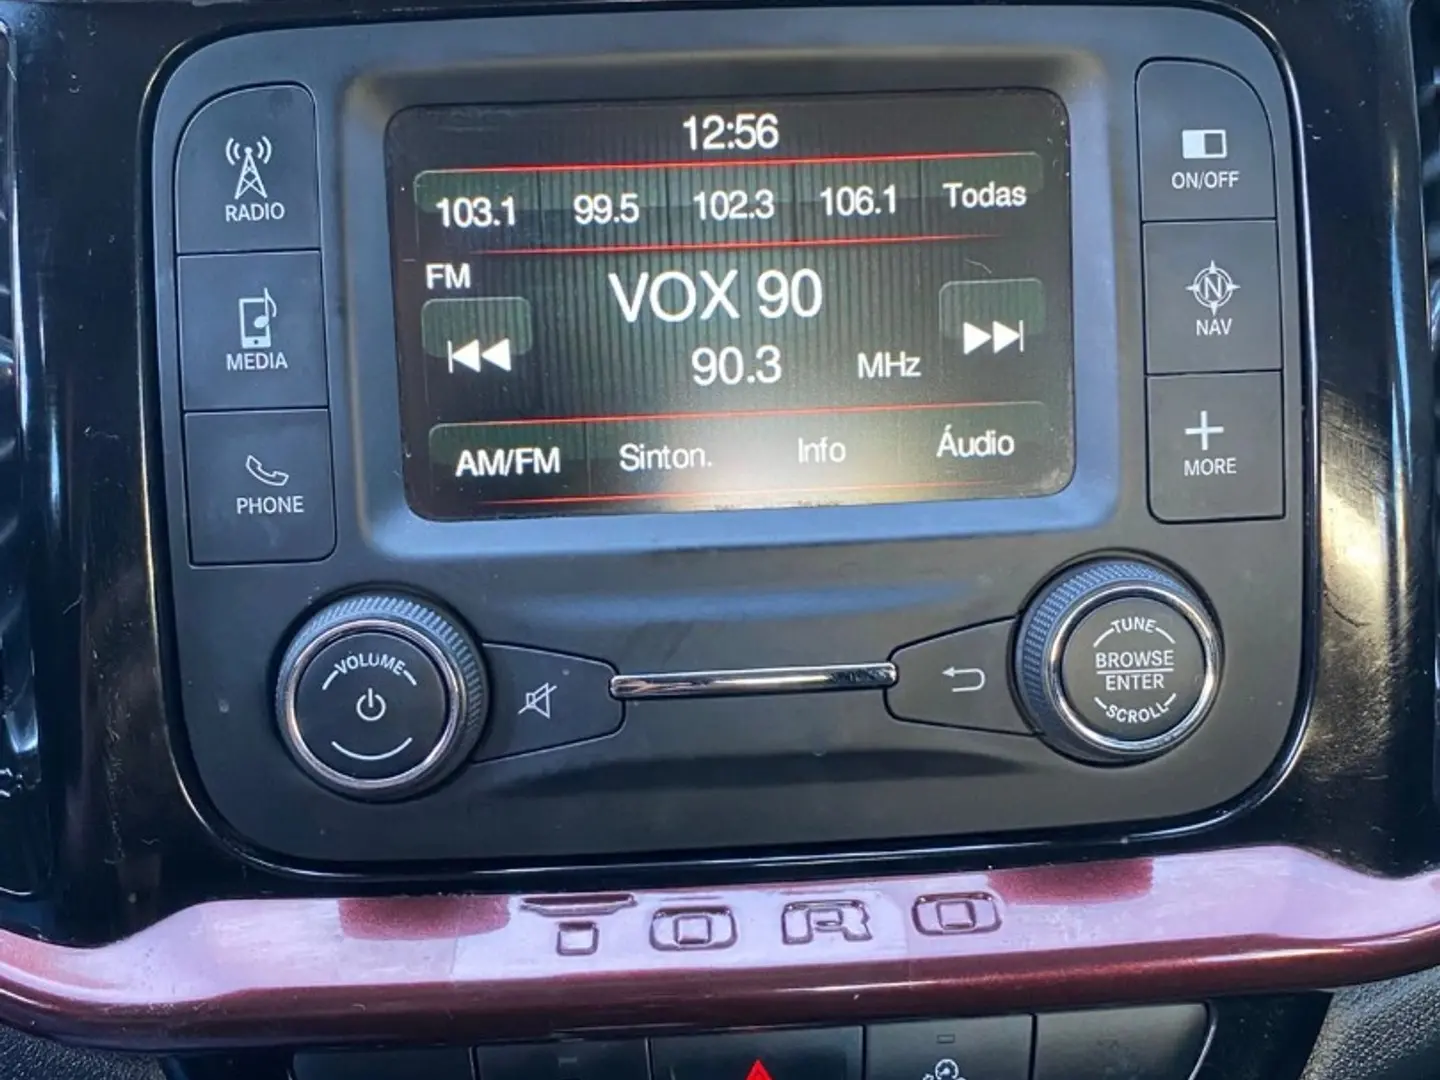 12:56
103.1 99.5 102.3 106.1 Todas
FM
VOX 90
90.3 MHz
AM/FM Sinton. Info Áudio
RADIO
MEDIA
PHONE
ON/OFF
N
NAV
MORE
VOLUME
TUNE
BROWSE
ENTER
SCROLL
TORO